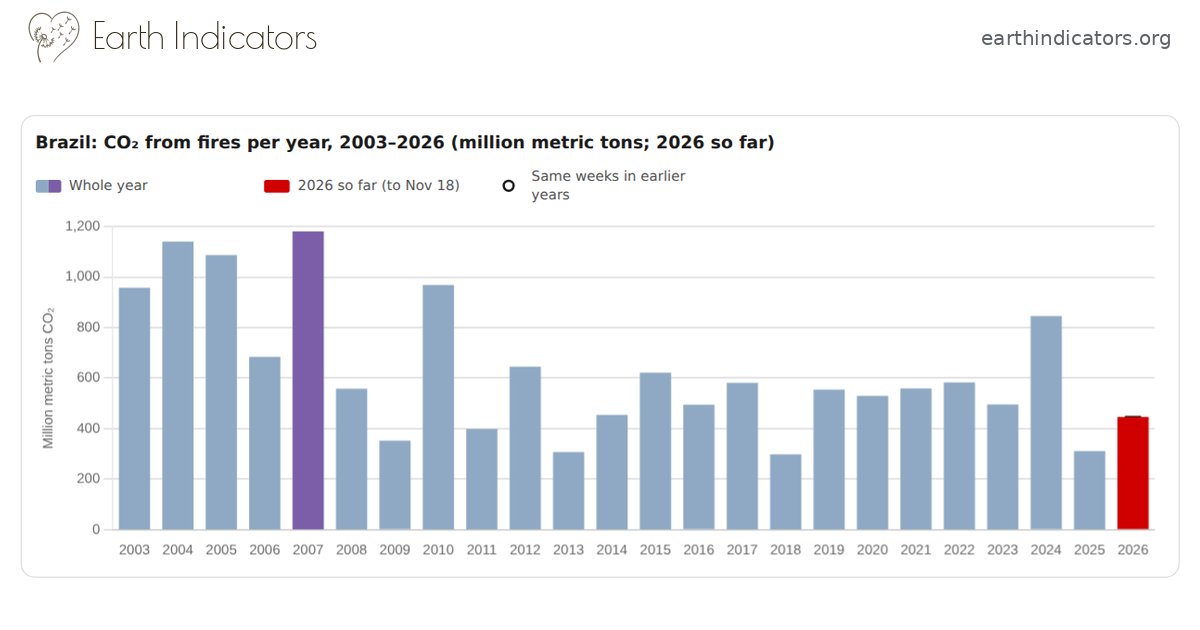 Earth Indicators
earthindicators.org
Brazil: CO₂ from fires per year, 2003–2026 (million metric tons; 2026 so far)
Whole year
2026 so far (to Nov 18)
Same weeks in earlier
years
Million metric tons CO₂
1,200
1,000
800
600
400
200
0
2003 2004 2005 2006 2007 2008 2009 2010 2011 2012 2013 2014 2015 2016 2017 2018 2019 2020 2021 2022 2023 2024 2025 2026